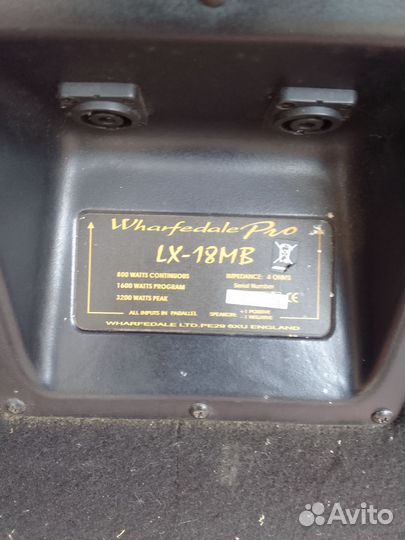 Wharfedale Pro
LX-18MB
800 WATTS CONTINUOUS IMPEDANCE: 4 OHMS
1600 WATTS PROGRAM Serial Number
3200 WATTS PEAK CE
ALL INPUTS IN PARALLEL SPEAKON: +1 POSITIVE
-1 NEGATIVE
WHARFEDALE LTD.PE29 6XU ENGLAND
Avito